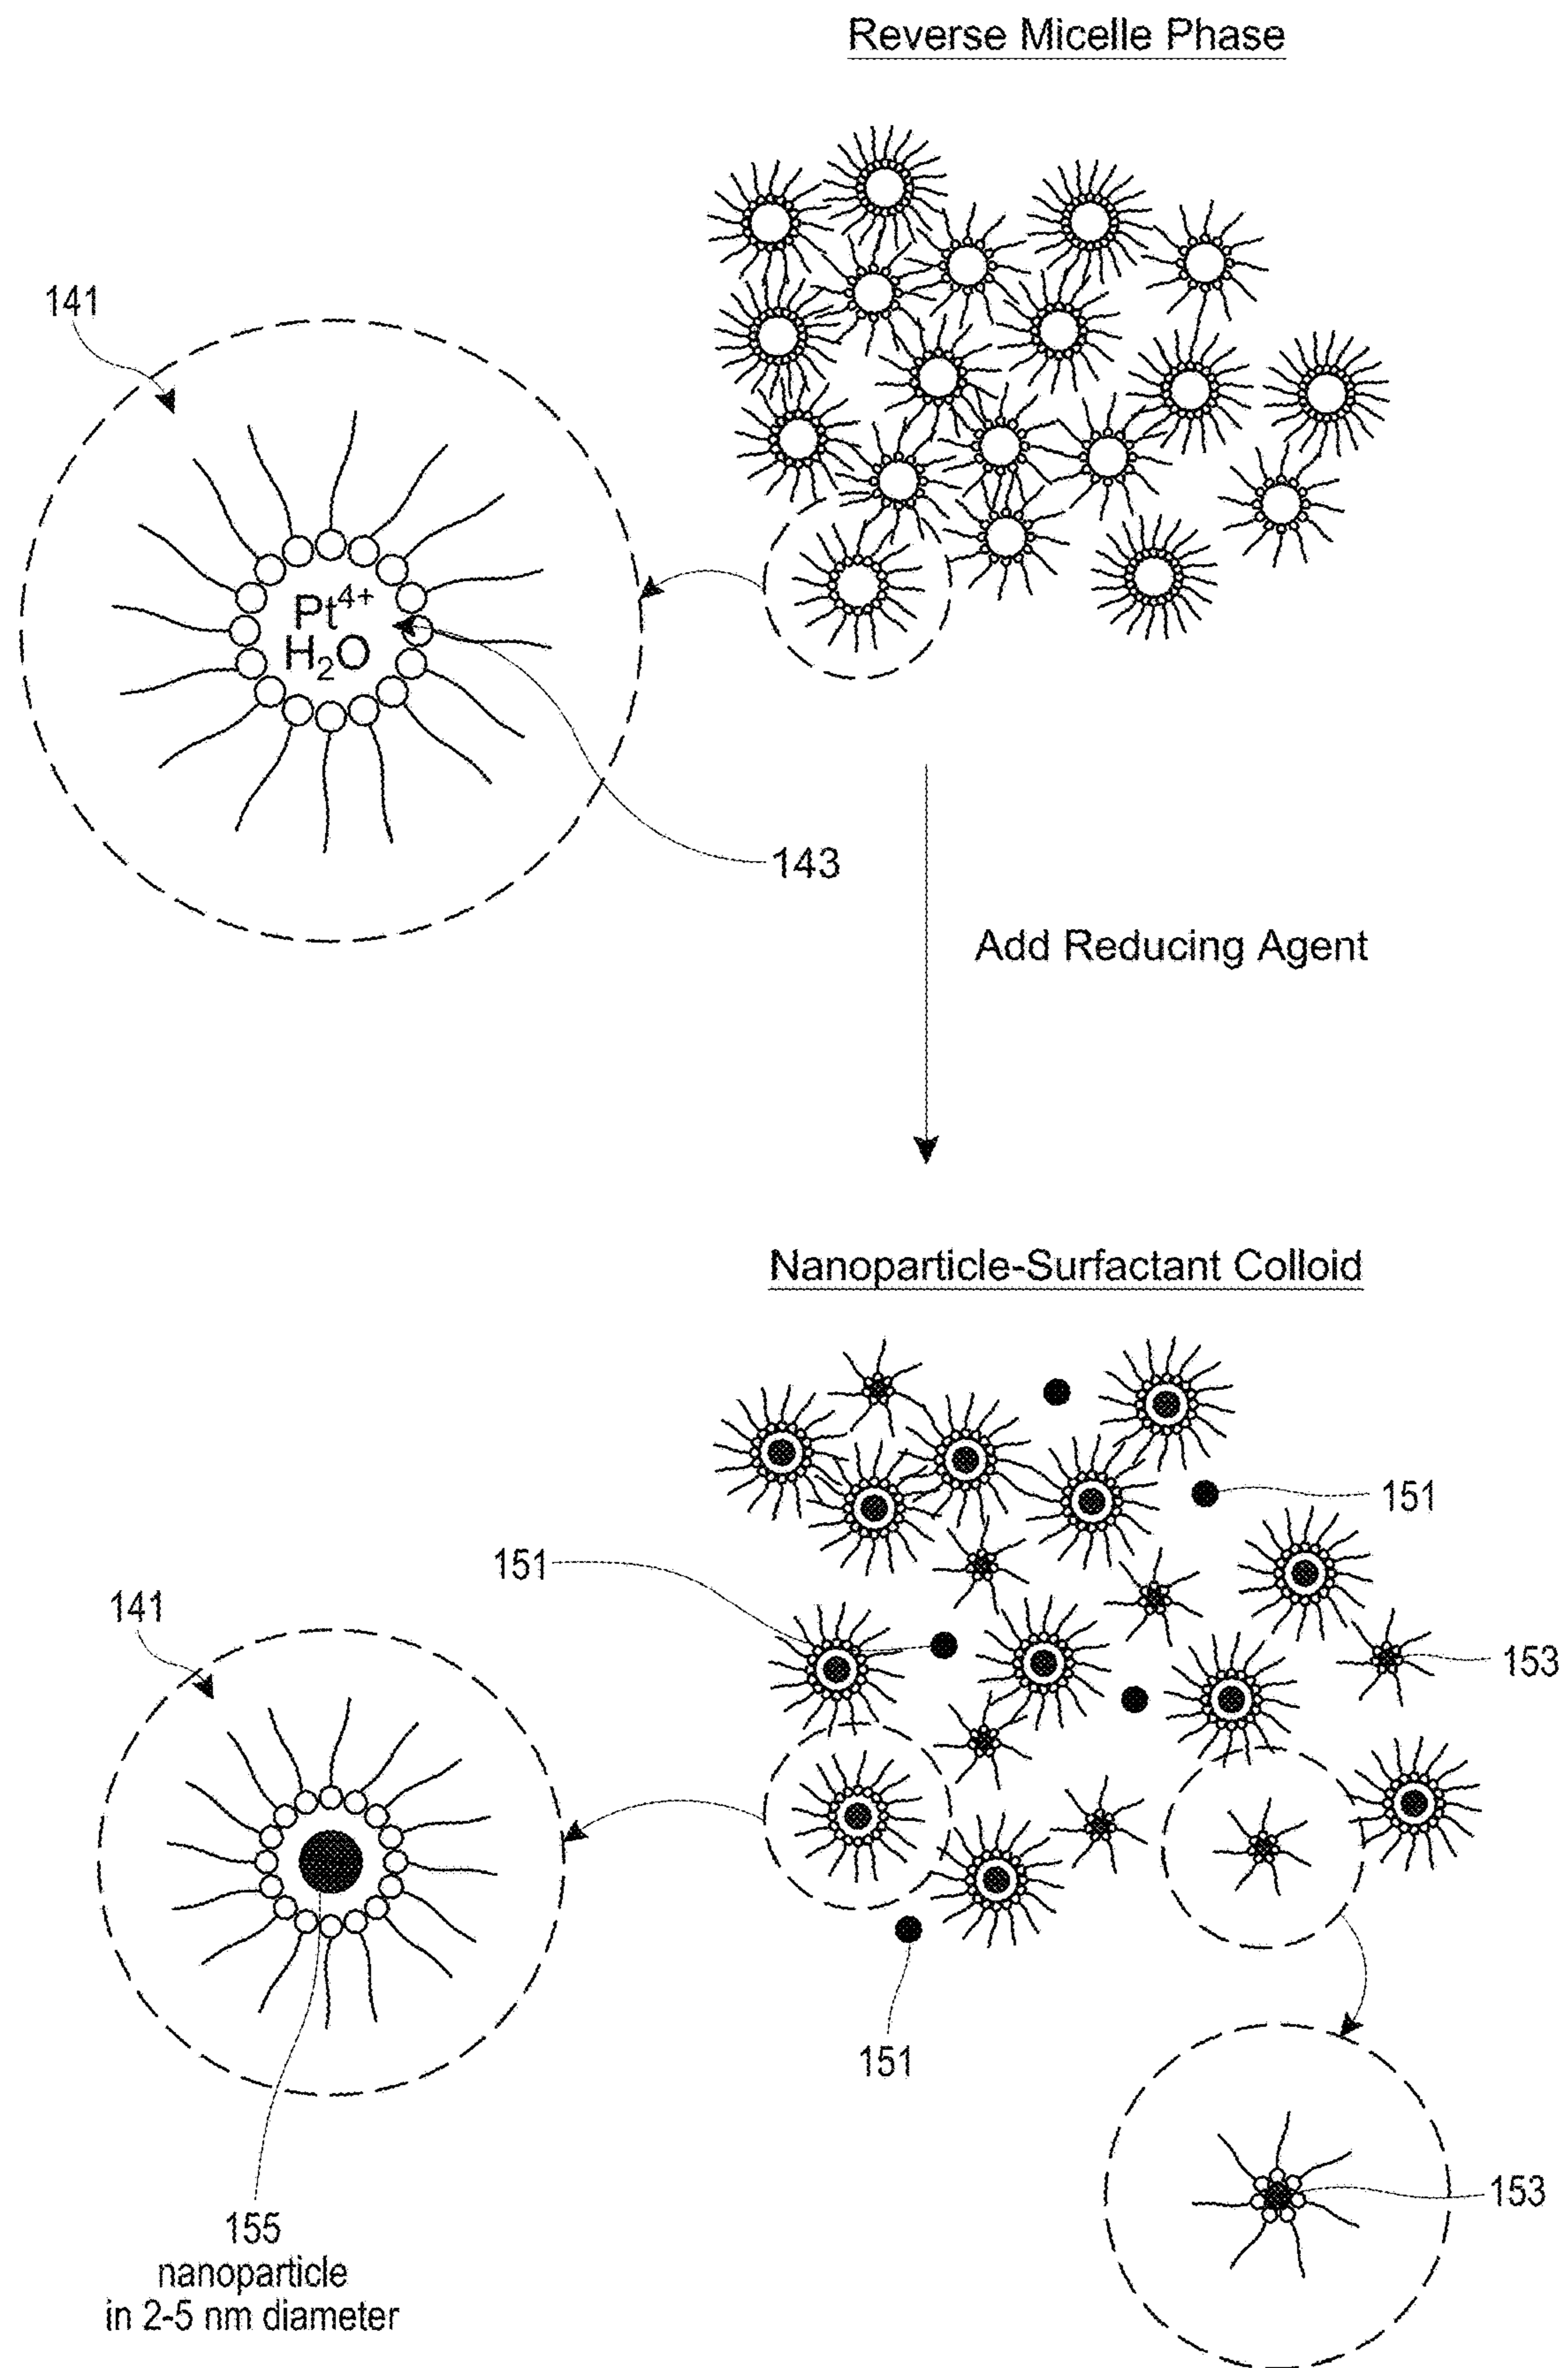 Reverse Micelle Phase
141
Pt4+
H2O
143
Add Reducing Agent
Nanoparticle-Surfactant Colloid
151
151
141
153
151
153
155
nanoparticle
in 2-5 nm diameter